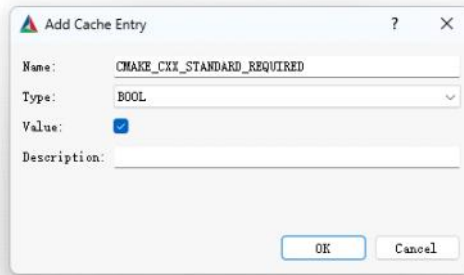 Add Cache Entry ?
Name: CMAKE_CXX_STANDARD_REQUIRED
Type: BOOL
Value:
Description:
OK Cancel